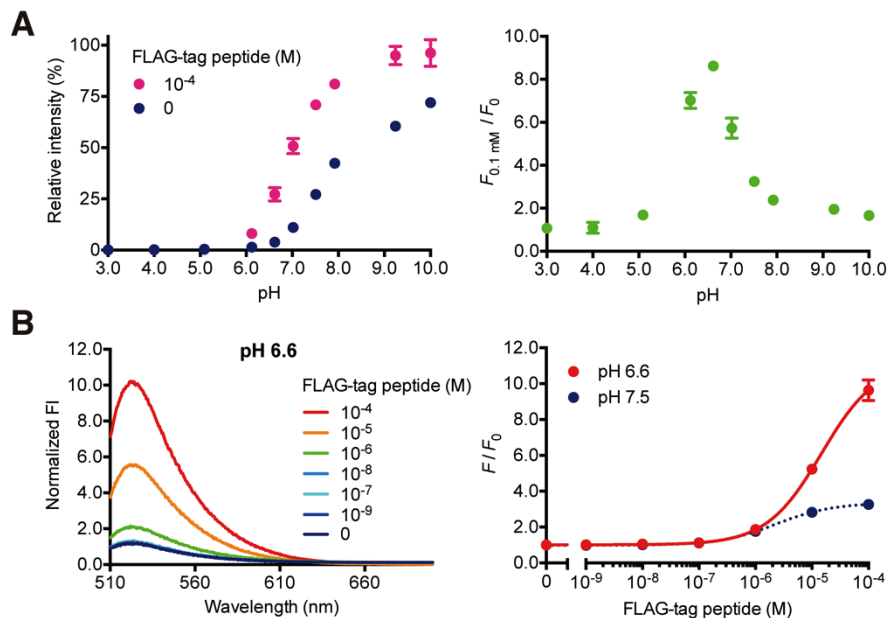 A
FLAG-tag peptide (M)
10⁻⁴
0
Relative intensity (%)
100
75
50
25
0
3.0 4.0 5.0 6.0 7.0 8.0 9.0 10.0
pH
F0.1 mM / F0
10.0
8.0
6.0
4.0
2.0
0
3.0 4.0 5.0 6.0 7.0 8.0 9.0 10.0
pH
B
pH 6.6
FLAG-tag peptide (M)
10⁻⁴
10⁻⁵
10⁻⁶
10⁻⁸
10⁻⁷
10⁻⁹
0
Normalized FI
12.0
10.0
8.0
6.0
4.0
2.0
0.0
510 560 610 660
Wavelength (nm)
pH 6.6
pH 7.5
F / F0
12.0
10.0
8.0
6.0
4.0
2.0
0.0
0 10⁻⁹ 10⁻⁸ 10⁻⁷ 10⁻⁶ 10⁻⁵ 10⁻⁴
FLAG-tag peptide (M)